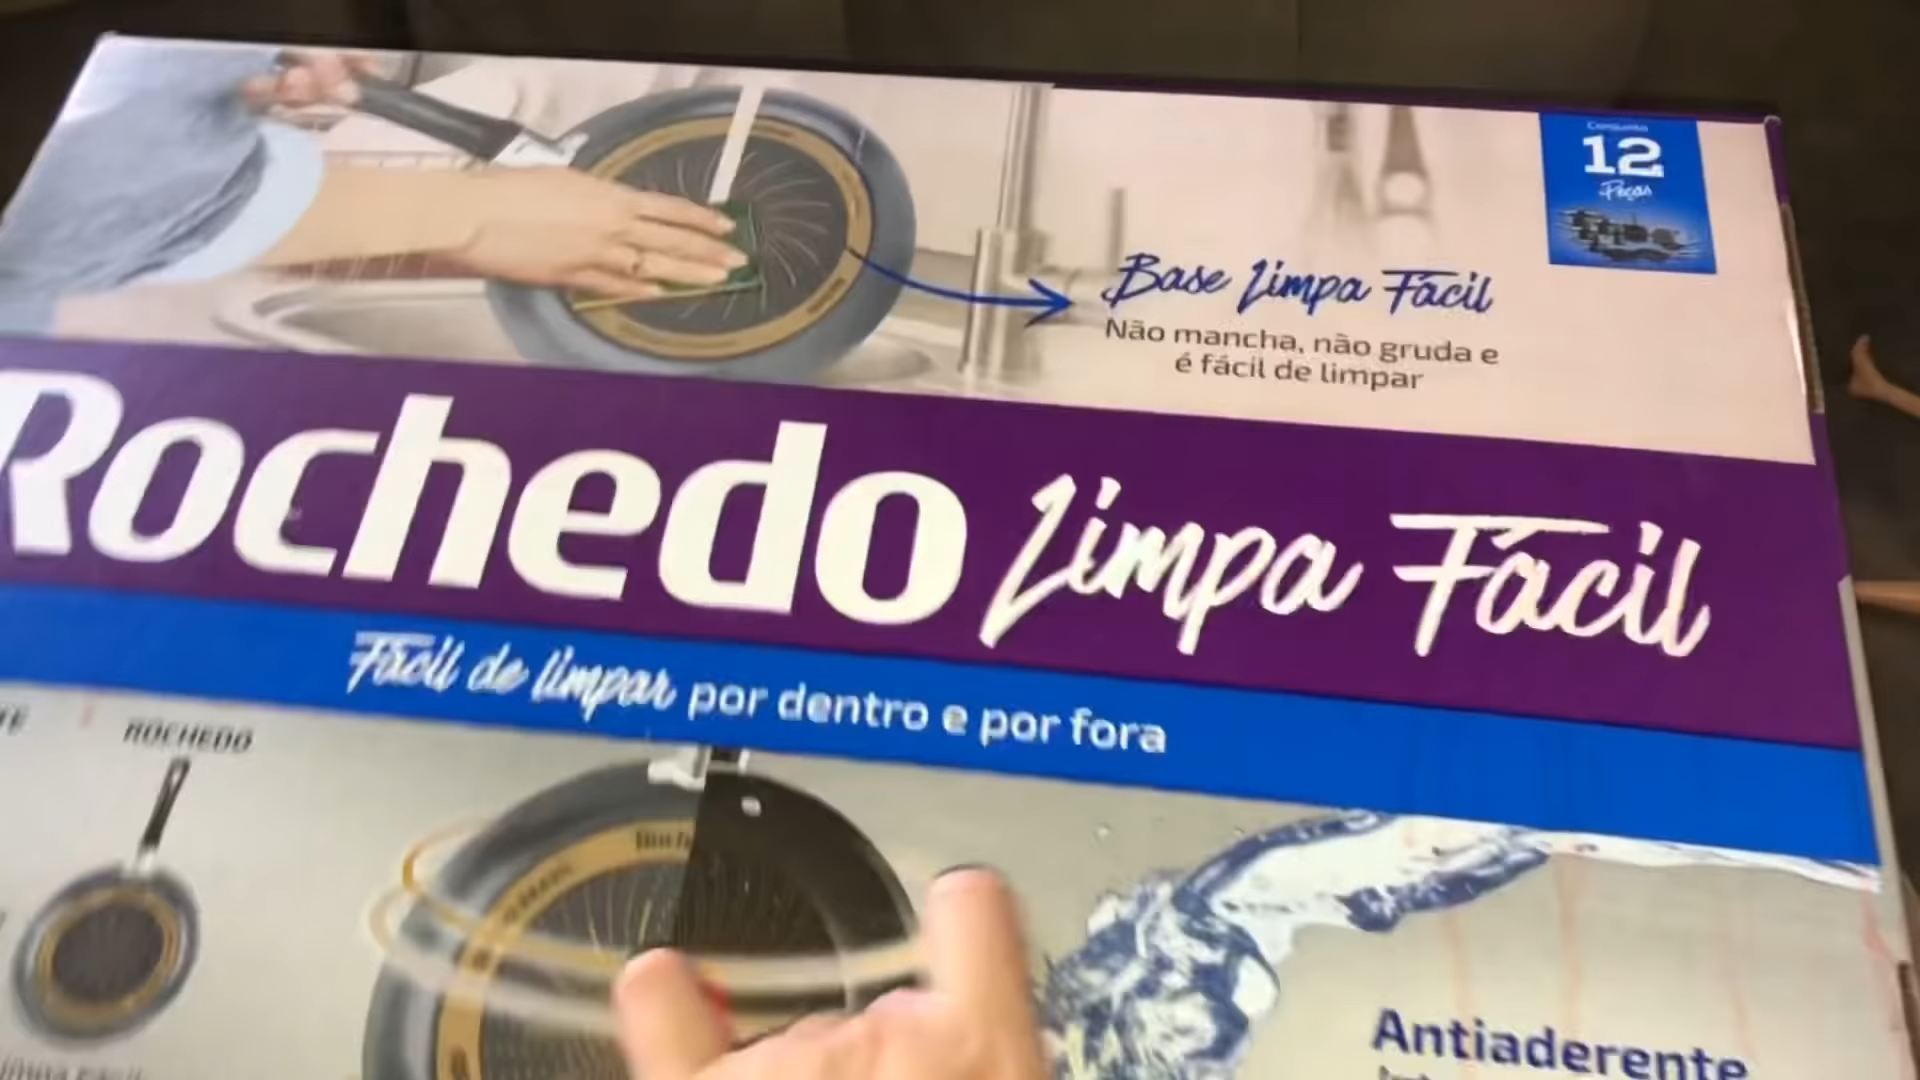 Conjunto
12
Peças
Base Limpa Fácil
Não mancha, não gruda e
é fácil de limpar
Rochedo Limpa Fácil
Fácil de limpar por dentro e por fora
ROCHEDO
Antiaderente